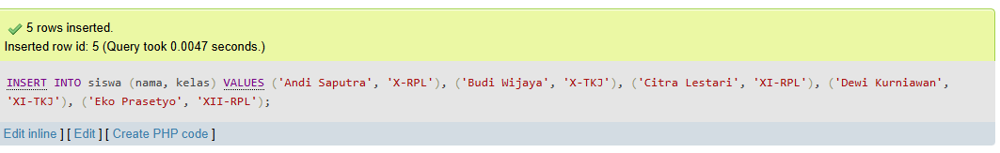 5 rows inserted.
Inserted row id: 5 (Query took 0.0047 seconds.)
INSERT INTO siswa (nama, kelas) VALUES ('Andi Saputra', 'X-RPL'), ('Budi Wijaya', 'X-TKJ'), ('Citra Lestari', 'XI-RPL'), ('Dewi Kurniawan',
'XI-TKJ'), ('Eko Prasetyo', 'XII-RPL');
Edit inline ] [ Edit ] [ Create PHP code ]